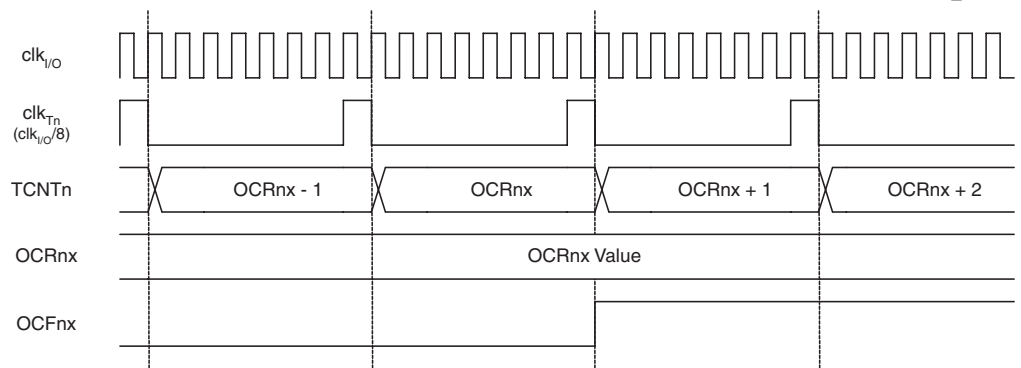 clkI/O
clkTn
(clkI/O/8)
TCNTn OCRnx - 1 OCRnx OCRnx + 1 OCRnx + 2
OCRnx OCRnx Value
OCFnx